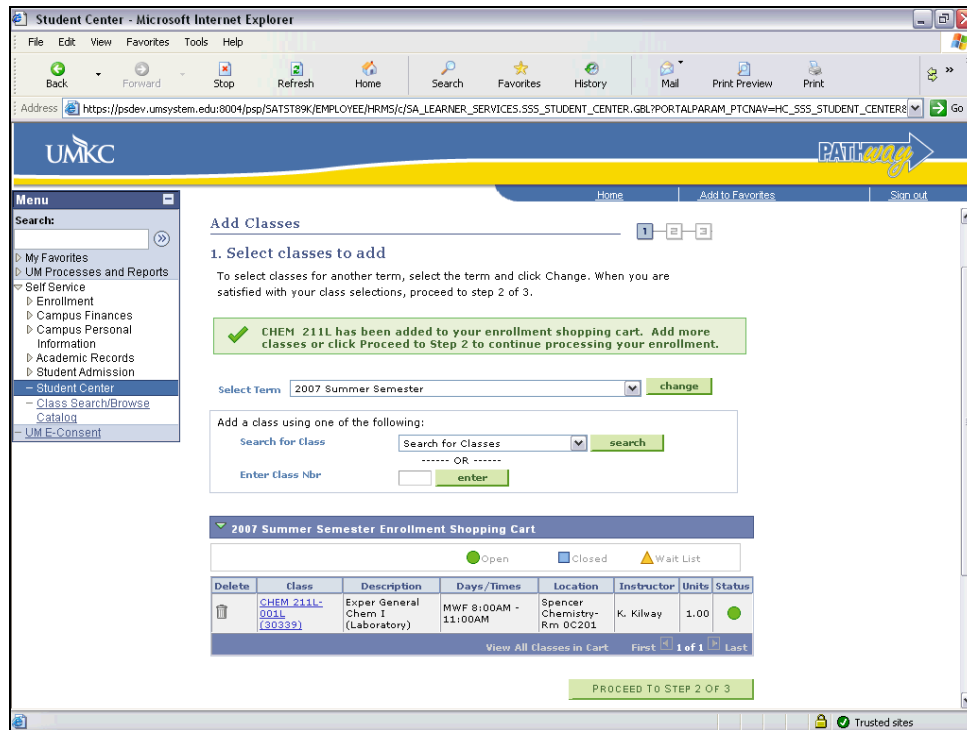 Student Center - Microsoft Internet Explorer
File Edit View Favorites Tools Help
Back Forward Stop Refresh Home Search Favorites History Mail Print Preview Print
Address https://psdev.umsystem.edu:8004/psp/SATST89K/EMPLOYEE/HRMS/c/SA_LEARNER_SERVICES.SSS_STUDENT_CENTER.GBL?PORTALPARAM_PTCNAV=HC_SSS_STUDENT_CENTER& Go
UMKC
PATHway
Home Add to Favorites Sign out
Menu
Search:
My Favorites
UM Processes and Reports
Self Service
Enrollment
Campus Finances
Campus Personal
Information
Academic Records
Student Admission
Student Center
Class Search/Browse
Catalog
UM E-Consent
Add Classes
1 2 3
1. Select classes to add
To select classes for another term, select the term and click Change. When you are
satisfied with your class selections, proceed to step 2 of 3.
CHEM 211L has been added to your enrollment shopping cart. Add more
classes or click Proceed to Step 2 to continue processing your enrollment.
Select Term 2007 Summer Semester change
Add a class using one of the following:
Search for Class Search for Classes search
------ OR ------
Enter Class Nbr enter
2007 Summer Semester Enrollment Shopping Cart
Open Closed Wait List
Delete Class Description Days/Times Location Instructor Units Status
CHEM 211L-
001L
(30339)
Exper General
Chem I
(Laboratory)
MWF 8:00AM -
11:00AM
Spencer
Chemistry-
Rm 0C201
K. Kilway
1.00
View All Classes in Cart First 1 of 1 Last
PROCEED TO STEP 2 OF 3
Trusted sites